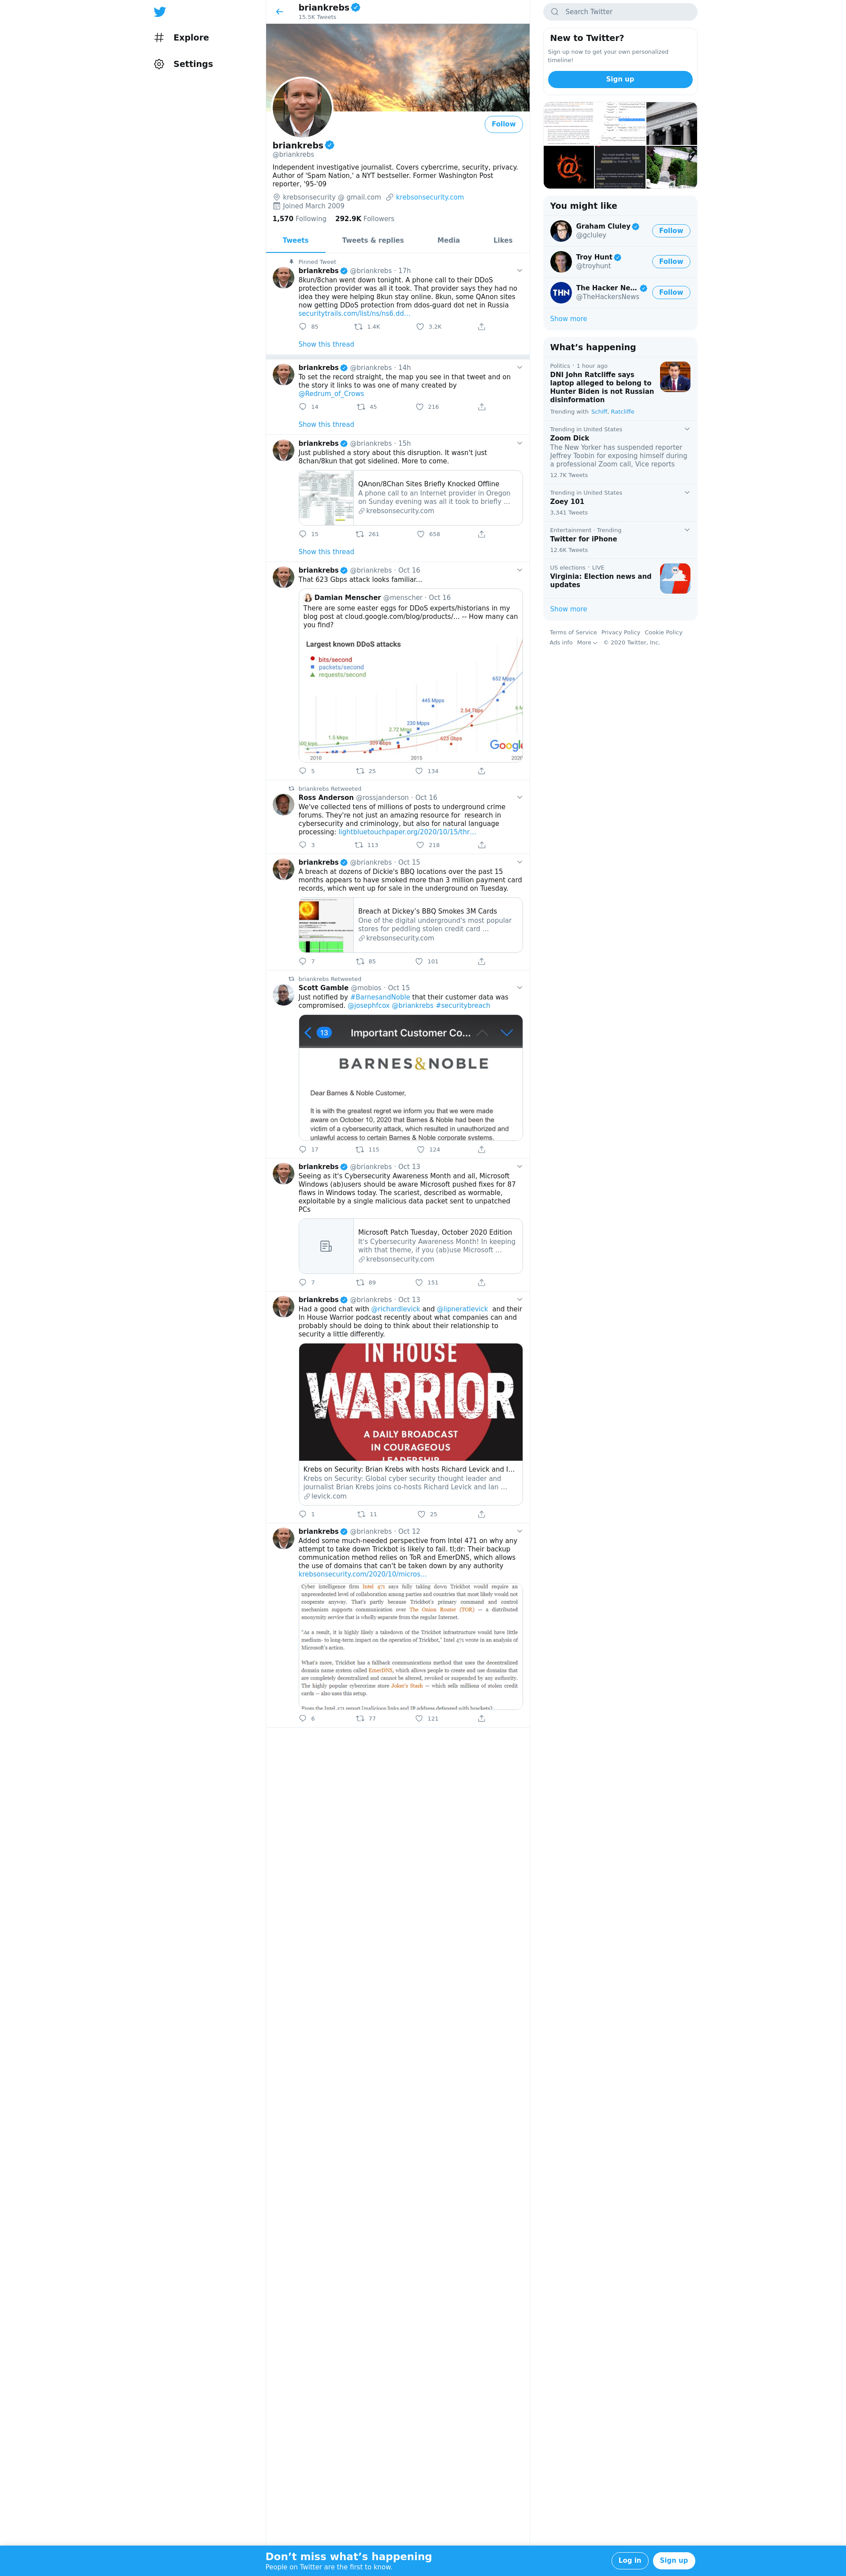 Explore
Settings
briankrebs
15.5K Tweets
Follow
briankrebs
@briankrebs
Independent investigative journalist. Covers cybercrime, security, privacy.
Author of 'Spam Nation,' a NYT bestseller. Former Washington Post
reporter, '95-'09
krebsonsecurity @ gmail.com krebsonsecurity.com
Joined March 2009
1,570 Following 292.9K Followers
Tweets Tweets & replies Media Likes
Pinned Tweet
briankrebs @briankrebs · 17h
8kun/8chan went down tonight. A phone call to their DDoS
protection provider was all it took. That provider says they had no
idea they were helping 8kun stay online. 8kun, some QAnon sites
now getting DDoS protection from ddos-guard dot net in Russia
securitytrails.com/list/ns/ns6.dd…
85 1.4K 3.2K
Show this thread
briankrebs @briankrebs · 14h
To set the record straight, the map you see in that tweet and on
the story it links to was one of many created by
@Redrum_of_Crows
14 45 216
Show this thread
briankrebs @briankrebs · 15h
Just published a story about this disruption. It wasn't just
8chan/8kun that got sidelined. More to come.
QAnon/8Chan Sites Briefly Knocked Offline
A phone call to an Internet provider in Oregon
on Sunday evening was all it took to briefly …
krebsonsecurity.com
15 261 658
Show this thread
briankrebs @briankrebs · Oct 16
That 623 Gbps attack looks familiar...
Damian Menscher @menscher · Oct 16
There are some easter eggs for DDoS experts/historians in my
blog post at cloud.google.com/blog/products/… -- How many can
you find?
Largest known DDoS attacks
bits/second
packets/second
requests/second
652 Mpps
445 Mpps
2.54 Tbps
6 M
230 Mpps
2.72 Mrps
1.5 Mrps
309 Gbps
623 Gbps
Google
2010 2015
5 25 134
briankrebs Retweeted
Ross Anderson @rossjanderson · Oct 16
We've collected tens of millions of posts to underground crime
forums. They're not just an amazing resource for research in
cybersecurity and criminology, but also for natural language
processing: lightbluetouchpaper.org/2020/10/15/thr…
3 113 218
briankrebs @briankrebs · Oct 15
A breach at dozens of Dickie's BBQ locations over the past 15
months appears to have smoked more than 3 million payment card
records, which went up for sale in the underground on Tuesday.
Breach at Dickey's BBQ Smokes 3M Cards
One of the digital underground's most popular
stores for peddling stolen credit card …
krebsonsecurity.com
7 85 101
briankrebs Retweeted
Scott Gamble @mobios · Oct 15
Just notified by #BarnesandNoble that their customer data was
compromised. @josephfcox @briankrebs #securitybreach
13 Important Customer Co...
BARNES&NOBLE
Dear Barnes & Noble Customer,
It is with the greatest regret we inform you that we were made
aware on October 10, 2020 that Barnes & Noble had been the
victim of a cybersecurity attack, which resulted in unauthorized and
unlawful access to certain Barnes & Noble corporate systems.
17 115 124
briankrebs @briankrebs · Oct 13
Seeing as it's Cybersecurity Awareness Month and all, Microsoft
Windows (ab)users should be aware Microsoft pushed fixes for 87
flaws in Windows today. The scariest, described as wormable,
exploitable by a single malicious data packet sent to unpatched
PCs
Microsoft Patch Tuesday, October 2020 Edition
It's Cybersecurity Awareness Month! In keeping
with that theme, if you (ab)use Microsoft …
krebsonsecurity.com
7 89 151
briankrebs @briankrebs · Oct 13
Had a good chat with @richardlevick and @lipneratlevick and their
In House Warrior podcast recently about what companies can and
probably should be doing to think about their relationship to
security a little differently.
IN HOUSE
WARRIOR
A DAILY BROADCAST
IN COURAGEOUS
LEADERSHIP
Krebs on Security: Brian Krebs with hosts Richard Levick and I…
Krebs on Security: Global cyber security thought leader and
journalist Brian Krebs joins co-hosts Richard Levick and Ian …
levick.com
1 11 25
briankrebs @briankrebs · Oct 12
Added some much-needed perspective from Intel 471 on why any
attempt to take down Trickbot is likely to fail. tl;dr: Their backup
communication method relies on ToR and EmerDNS, which allows
the use of domains that can't be taken down by any authority
krebsonsecurity.com/2020/10/micros…
Cyber intelligence firm Intel 471 says fully taking down Trickbot would require an
unprecedented level of collaboration among parties and countries that most likely would not
cooperate anyway. That's partly because Trickbot's primary command and control
mechanism supports communication over The Onion Router (TOR) — a distributed
anonymity service that is wholly separate from the regular Internet.
"As a result, it is highly likely a takedown of the Trickbot infrastructure would have little
medium- to long-term impact on the operation of Trickbot," Intel 471 wrote in an analysis of
Microsoft's action.
What's more, Trickbot has a fallback communications method that uses the decentralized
domain name system called EmerDNS, which allows people to create and use domains that
are completely decentralized and cannot be altered, revoked or suspended by any authority.
The highly popular cybercrime store Joker's Stash — which sells millions of stolen credit
cards — also uses this setup.
From the Intel 471 report [malicious links and IP address defanged with brackets]:
6 77 121
Search Twitter
New to Twitter?
Sign up now to get your own personalized
timeline!
Sign up
You might like
Graham Cluley
@gcluley
Follow
Troy Hunt
@troyhunt
Follow
THN
The Hacker Ne…
@TheHackersNews
Follow
Show more
What's happening
Politics · 1 hour ago
DNI John Ratcliffe says
laptop alleged to belong to
Hunter Biden is not Russian
disinformation
Trending with Schiff, Ratcliffe
Trending in United States
Zoom Dick
The New Yorker has suspended reporter
Jeffrey Toobin for exposing himself during
a professional Zoom call, Vice reports
12.7K Tweets
Trending in United States
Zoey 101
3,341 Tweets
Entertainment · Trending
Twitter for iPhone
12.6K Tweets
US elections · LIVE
Virginia: Election news and
updates
Show more
Terms of Service Privacy Policy Cookie Policy
Ads info More © 2020 Twitter, Inc.
Don't miss what's happening
People on Twitter are the first to know.
Log in
Sign up